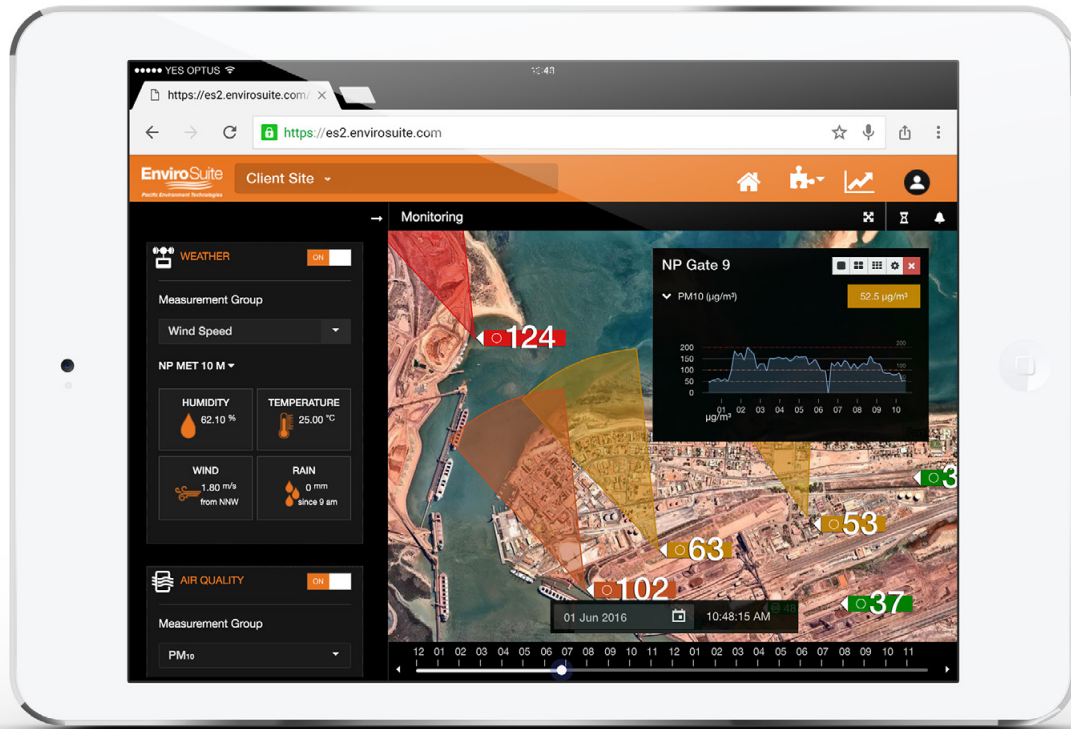 YES OPTUS
https://es2.envirosuite.com/
https://es2.envirosuite.com
EnviroSuite
Pacific Environment Technologies
Client Site
Monitoring
WEATHER
ON
Measurement Group
Wind Speed
NP MET 10 M
HUMIDITY
62.10 %
TEMPERATURE
25.00 °C
WIND
1.80 m/s
from NNW
RAIN
0 mm
since 9 am
AIR QUALITY
ON
Measurement Group
PM₁₀
NP Gate 9
PM10 (µg/m³)
52.5 µg/m³
200
150
100
50
0
200
100
50
01 02 03 04 05 06 07 08 09 10
µg/m³
124
63
53
102
37
48
01 Jun 2016
10:48:15 AM
12 01 02 03 04 05 06 07 08 09 10 11 12 01 02 03 04 05 06 07 08 09 10 11